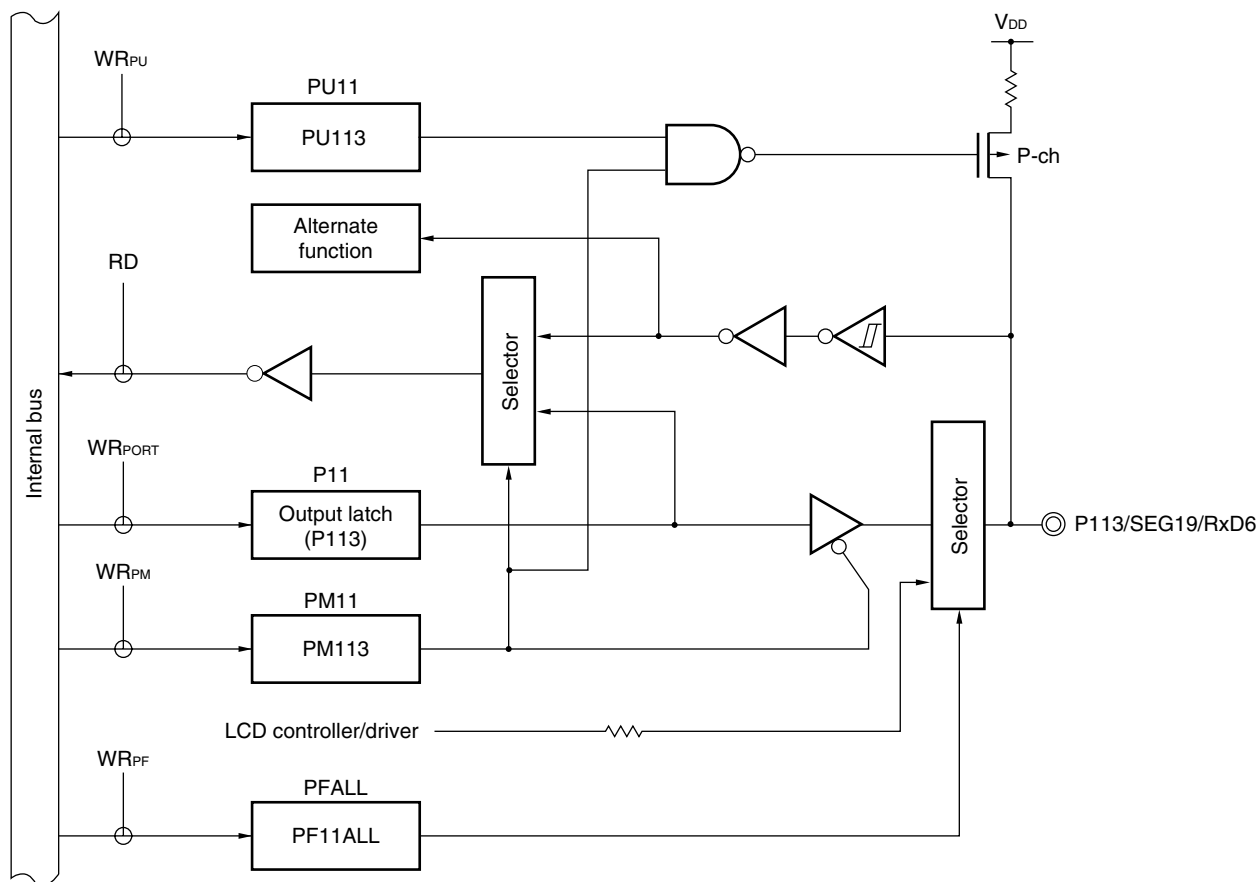 VDD
WRPU
PU11
PU113
P-ch
Alternate
function
RD
Selector
Internal bus
WRPORT
P11
Output latch
(P113)
Selector
P113/SEG19/RxD6
WRPM
PM11
PM113
LCD controller/driver
WRPF
PFALL
PF11ALL